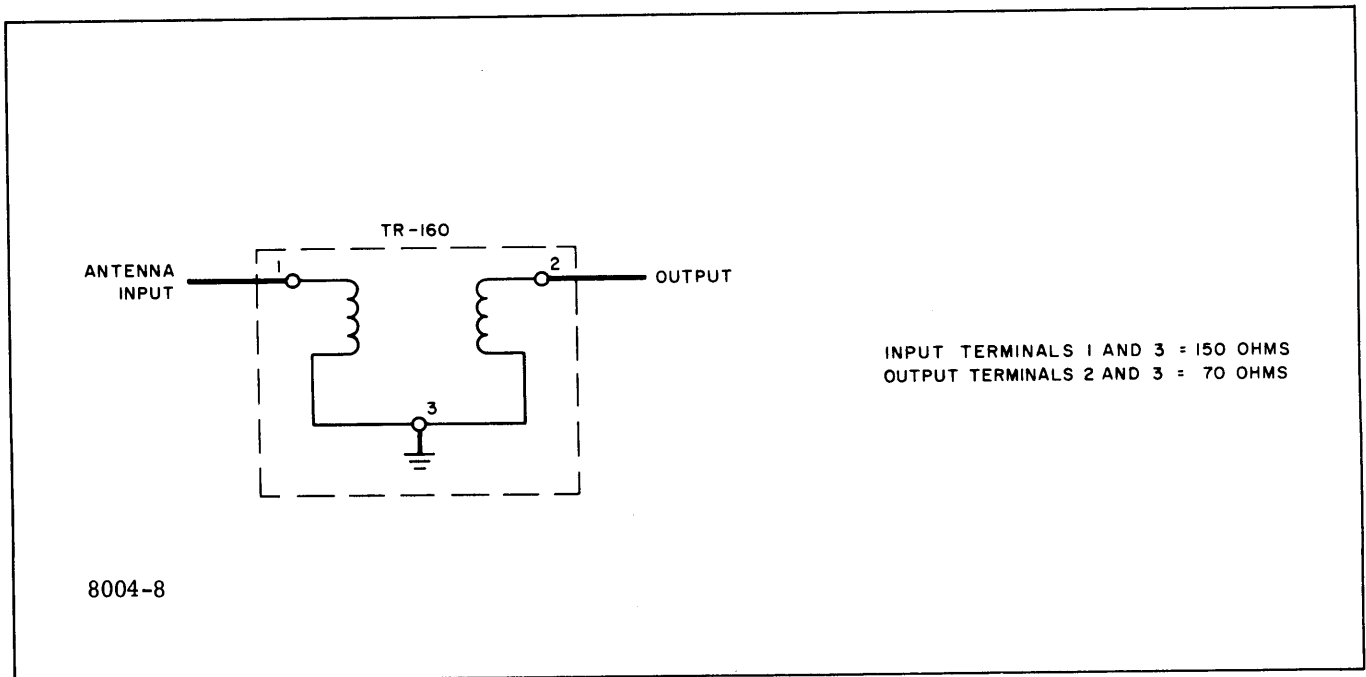 TR-160
ANTENNA
INPUT
1
2
OUTPUT
3
INPUT TERMINALS 1 AND 3 = 150 OHMS
OUTPUT TERMINALS 2 AND 3 = 70 OHMS
8004-8